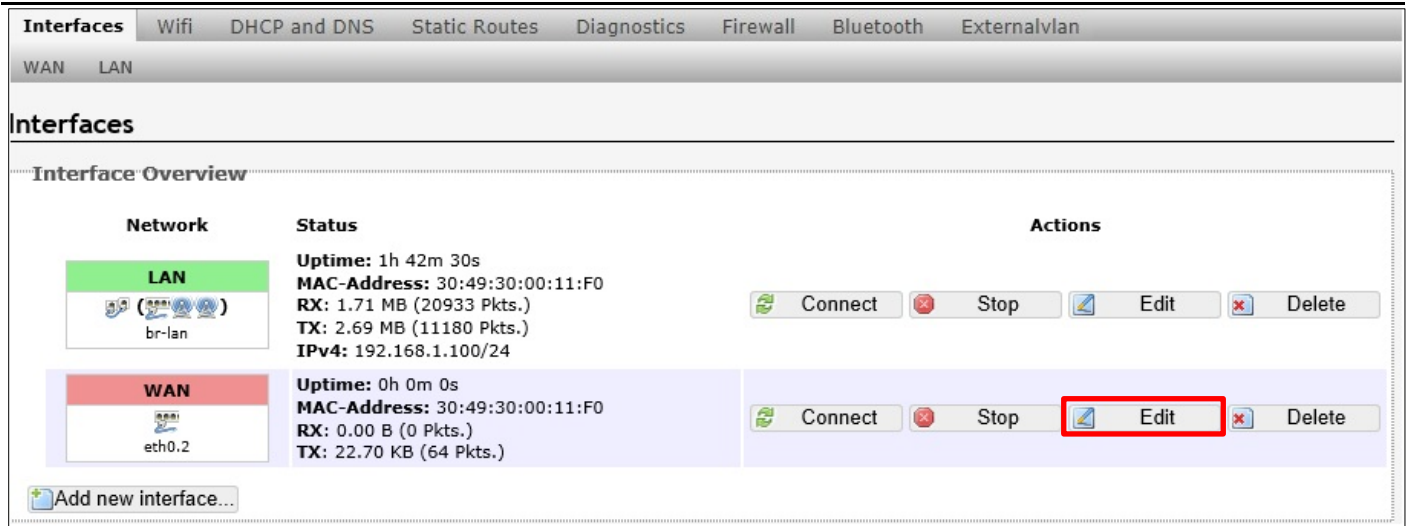 Interfaces Wifi DHCP and DNS Static Routes Diagnostics Firewall Bluetooth Externalvlan
WAN LAN
Interfaces
Interface Overview
Network Status Actions
LAN
(
)
br-lan
Uptime: 1h 42m 30s
MAC-Address: 30:49:30:00:11:F0
RX: 1.71 MB (20933 Pkts.)
TX: 2.69 MB (11180 Pkts.)
IPv4: 192.168.1.100/24
Connect Stop Edit Delete
WAN
eth0.2
Uptime: 0h 0m 0s
MAC-Address: 30:49:30:00:11:F0
RX: 0.00 B (0 Pkts.)
TX: 22.70 KB (64 Pkts.)
Connect Stop Edit Delete
Add new interface...